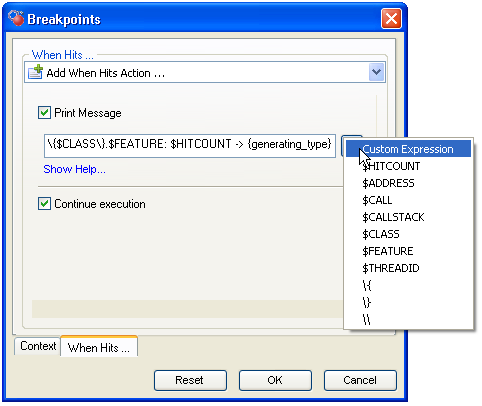 Breakpoints
When Hits ...
Add When Hits Action ...
Print Message
\{$CLASS\}.$FEATURE: $HITCOUNT -> {generating_type}
Show Help...
Continue execution
Custom Expression
$HITCOUNT
$ADDRESS
$CALL
$CALLSTACK
$CLASS
$FEATURE
$THREADID
\{
\}
\\
Context
When Hits ...
Reset
OK
Cancel